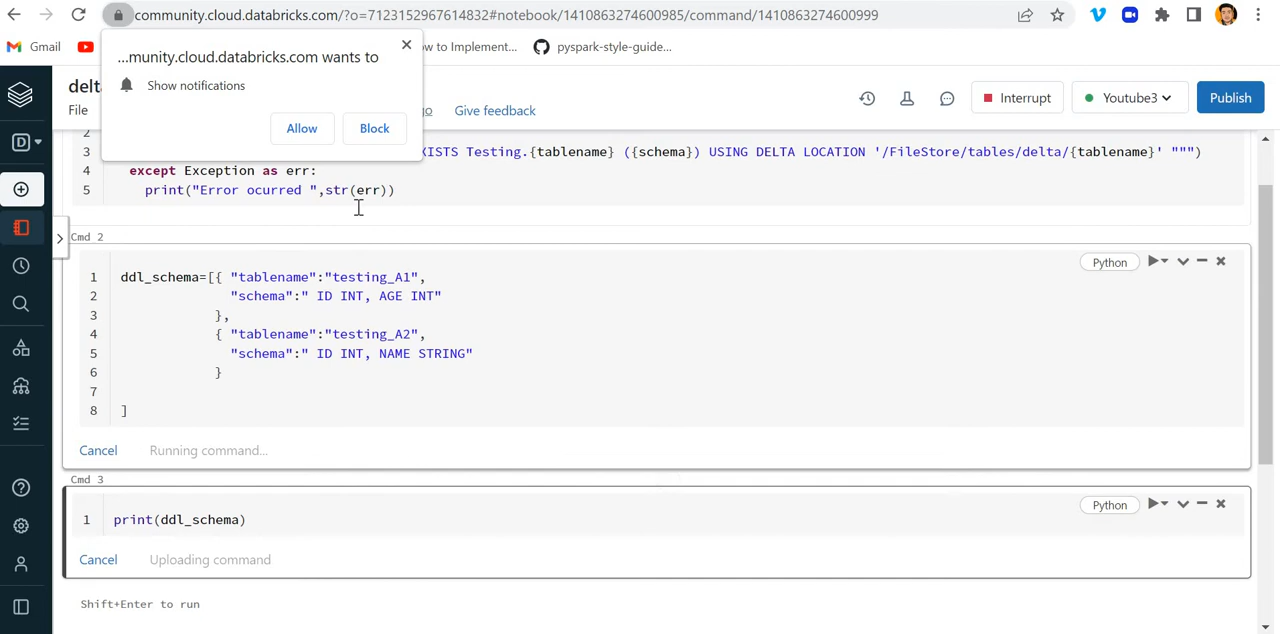 community.cloud.databricks.com/?o=7123152967614832#notebook/1410863274600985/command/1410863274600999
Gmail
ow to Implement...
pyspark-style-guide...
...munity.cloud.databricks.com wants to
Show notifications
Allow
Block
delta
File
go
Give feedback
Interrupt
Youtube3
Publish
D
2
3 XISTS Testing.{tablename} ({schema}) USING DELTA LOCATION '/FileStore/tables/delta/{tablename}' """)
4 except Exception as err:
5 print("Error ocurred ",str(err))
Cmd 2
Python
1 ddl_schema=[{ "tablename":"testing_A1",
2 "schema":" ID INT, AGE INT"
3 },
4 { "tablename":"testing_A2",
5 "schema":" ID INT, NAME STRING"
6 }
7
8 ]
Cancel Running command...
Cmd 3
Python
1 print(ddl_schema)
Cancel Uploading command
Shift+Enter to run